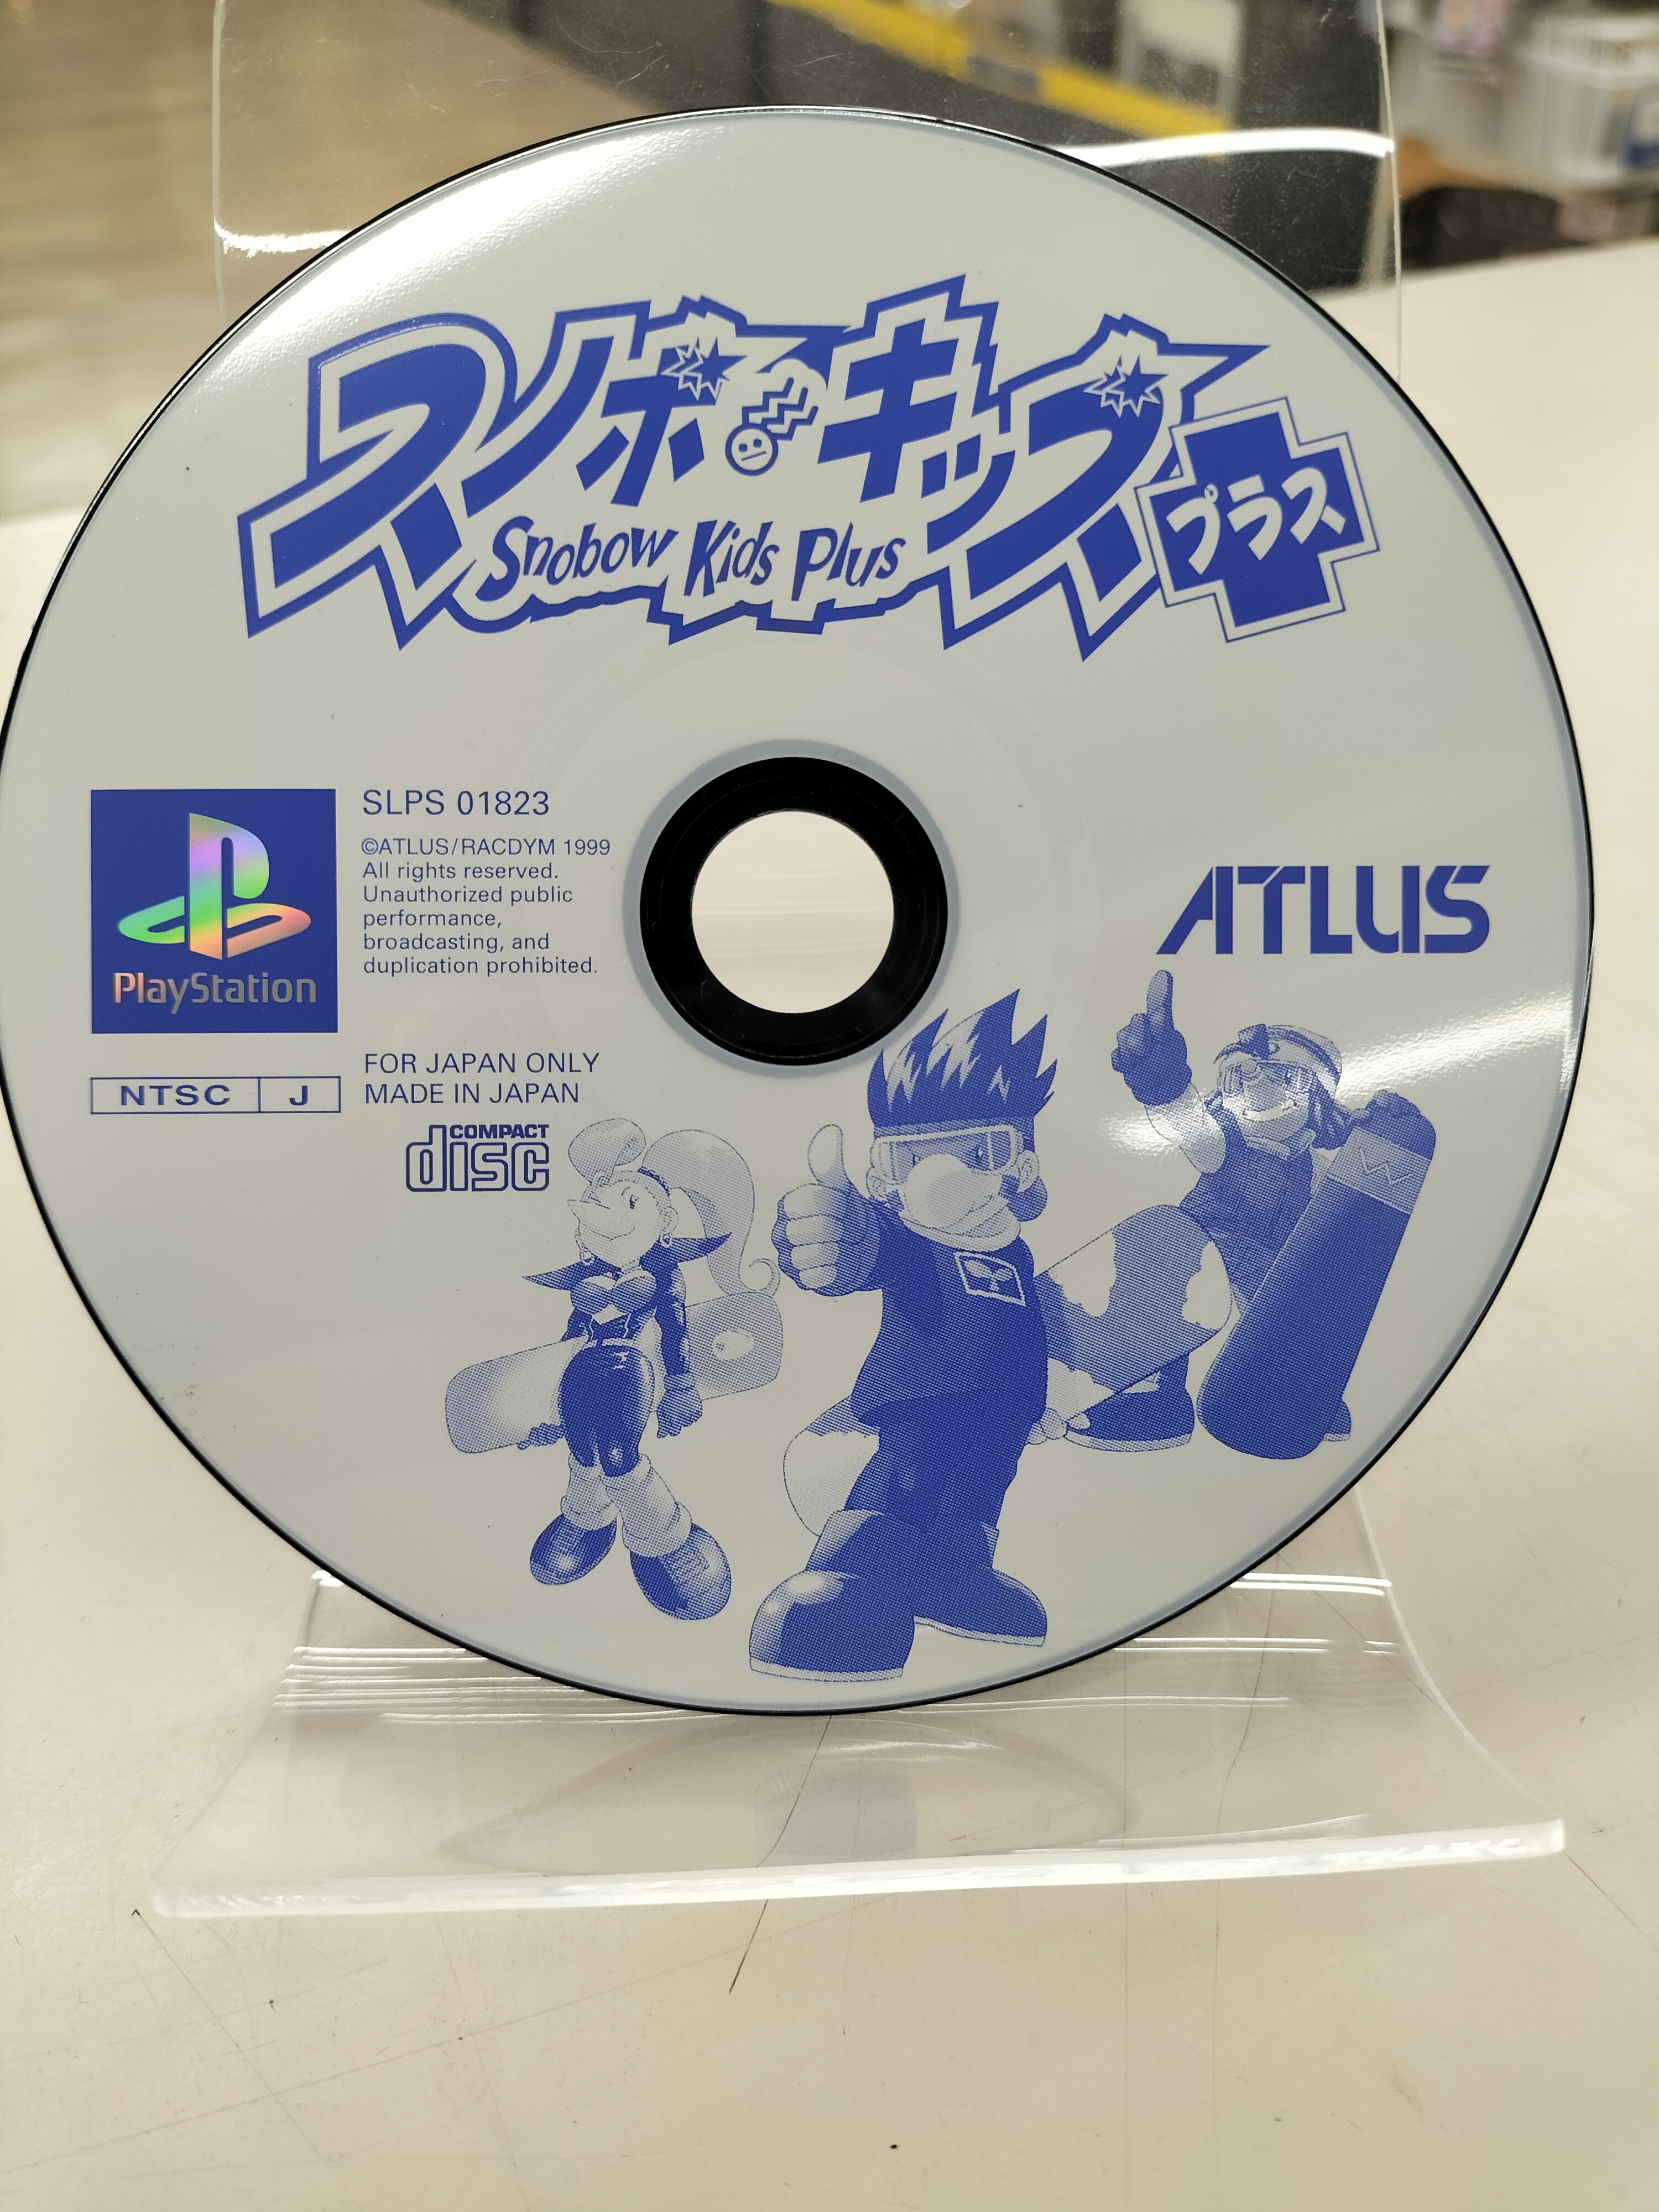 スノボキッズ
プラス
Snobow Kids Plus
SLPS 01823
©ATLUS/RACDYM 1999
All rights reserved.
Unauthorized public
performance,
broadcasting, and
duplication prohibited.
PlayStation
ATLUS
FOR JAPAN ONLY
MADE IN JAPAN
NTSC J
COMPACT
disc